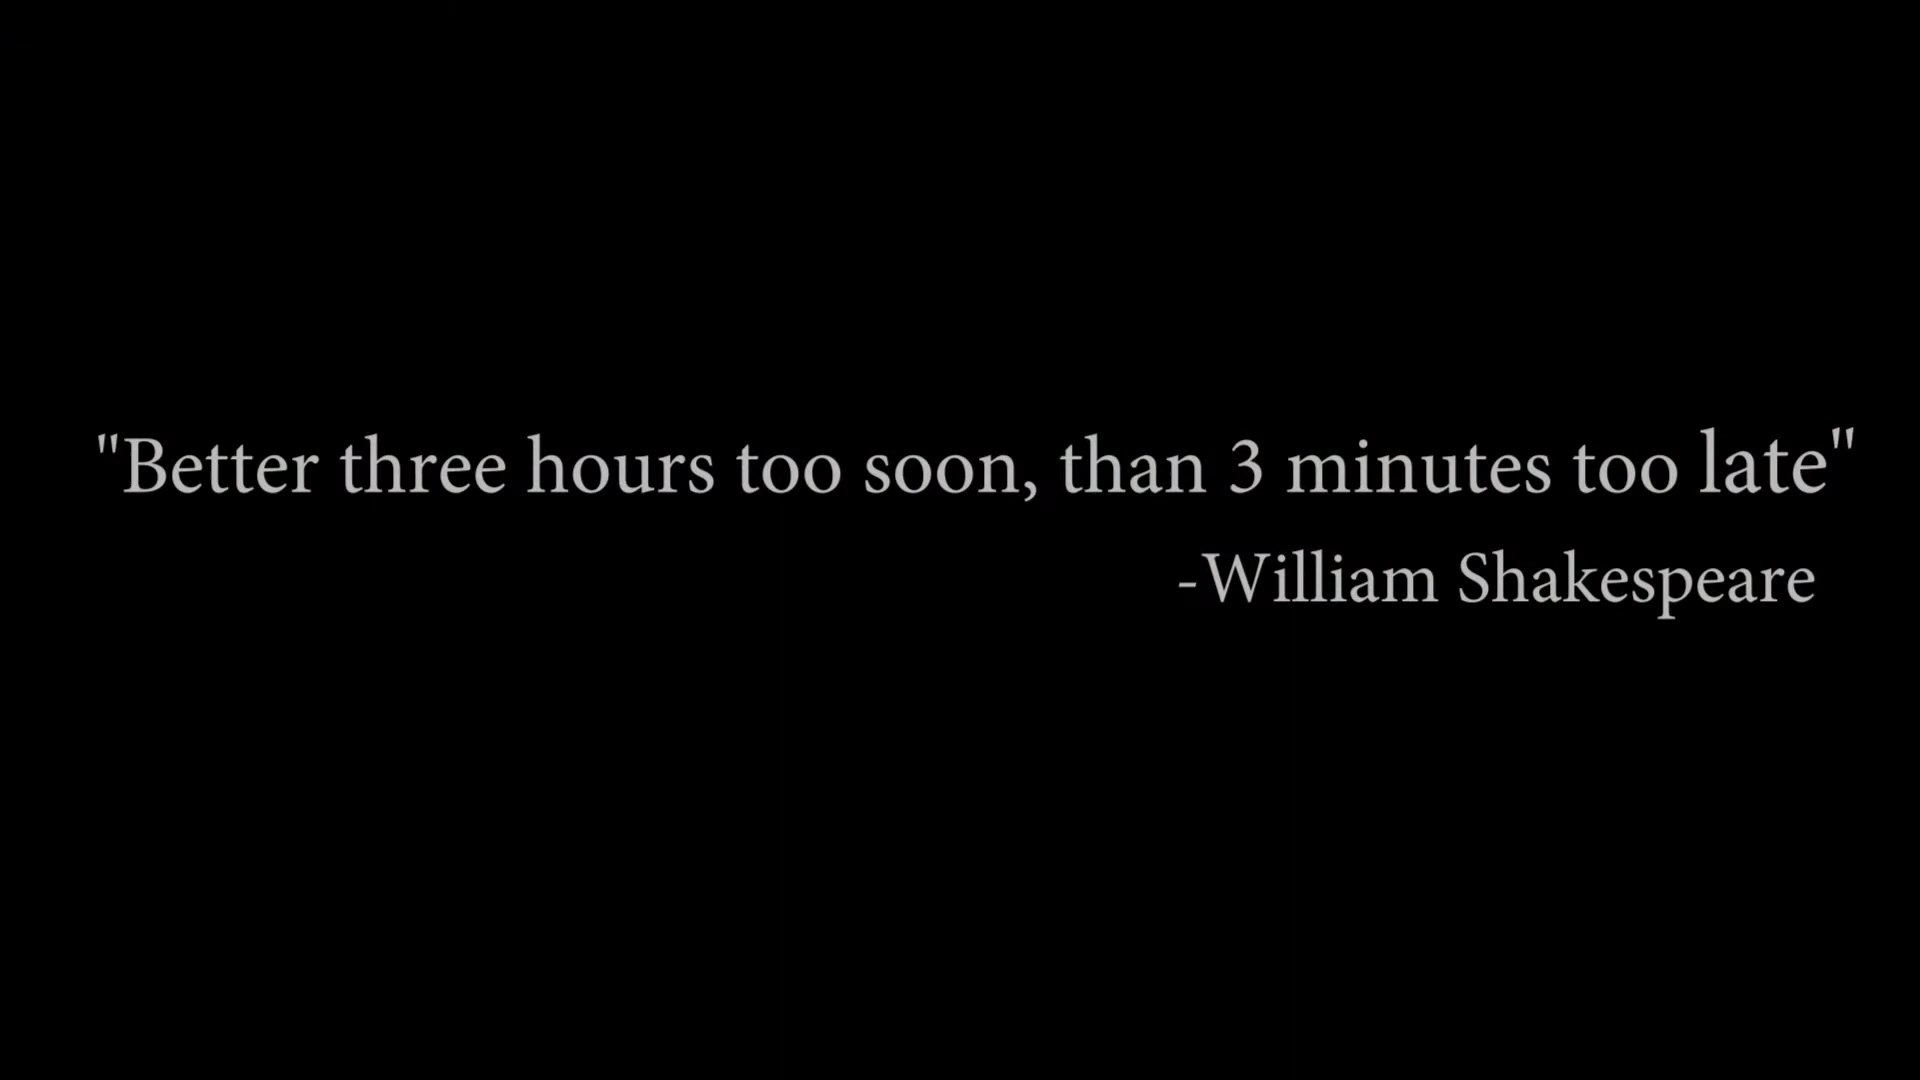 "Better three hours too soon, than 3 minutes too late"
-William Shakespeare